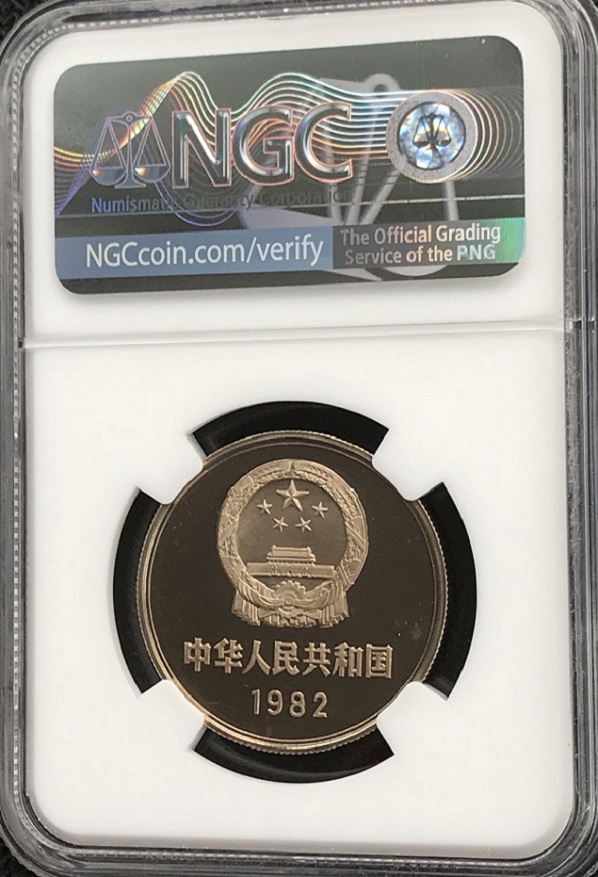 NGC
Numismatic Guaranty Corporation
NGCcoin.com/verify
The Official Grading
Service of the PNG
中华人民共和国
1982